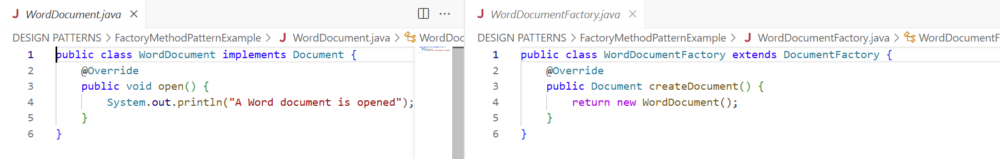 WordDocument.java
DESIGN PATTERNS > FactoryMethodPatternExample > J WordDocument.java > WordDoc
1 public class WordDocument implements Document {
2 @Override
3 public void open() {
4 System.out.println("A Word document is opened");
5 }
6 }
WordDocumentFactory.java
DESIGN PATTERNS > FactoryMethodPatternExample > J WordDocumentFactory.java > WordDocumentF
1 public class WordDocumentFactory extends DocumentFactory {
2 @Override
3 public Document createDocument() {
4 return new WordDocument();
5 }
6 }